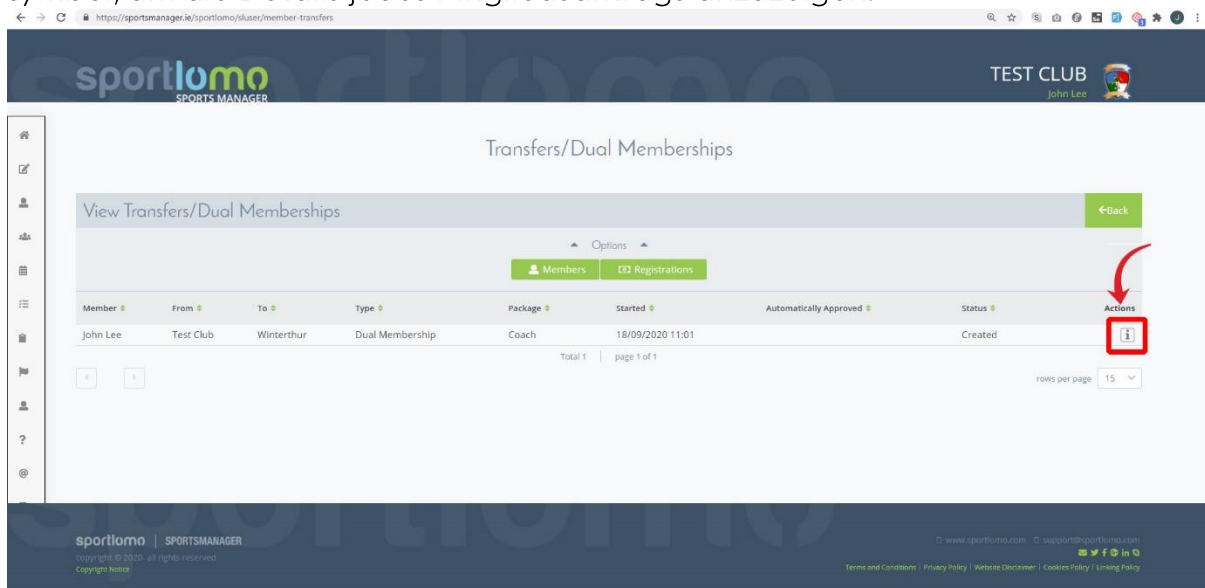 https://sportsmanager.ie/sportlomo/sluser/member-transfers
sportlomo
SPORTS MANAGER
TEST CLUB
John Lee
Transfers/Dual Memberships
View Transfers/Dual Memberships
Back
Options
Members Registrations
Member From To Type Package Started Automatically Approved Status Actions
John Lee Test Club Winterthur Dual Membership Coach 18/09/2020 11:01 Created
Total 1 | page 1 of 1
rows per page 15
sportlomo | SPORTSMANAGER
www.sportlomo.com support@sportlomo.com
copyright © 2020 all rights reserved
Copyright Notice
Terms and Conditions | Privacy Policy | Website Disclaimer | Cookies Policy | Linking Policy